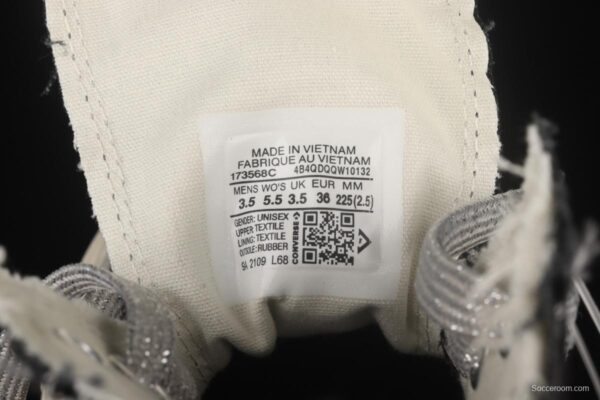 MADE IN VIETNAM
FABRIQUE AU VIETNAM
173568C 4B4QDQQW10132
MENS WO'S UK EUR MM
3.5 5.5 3.5 36 225(2.5)
GENDER: UNISEX
UPPER: TEXTILE
LINING: TEXTILE
OUTSOLE: RUBBER
CONVERSE
SA 2109 L68
Socceroom.com